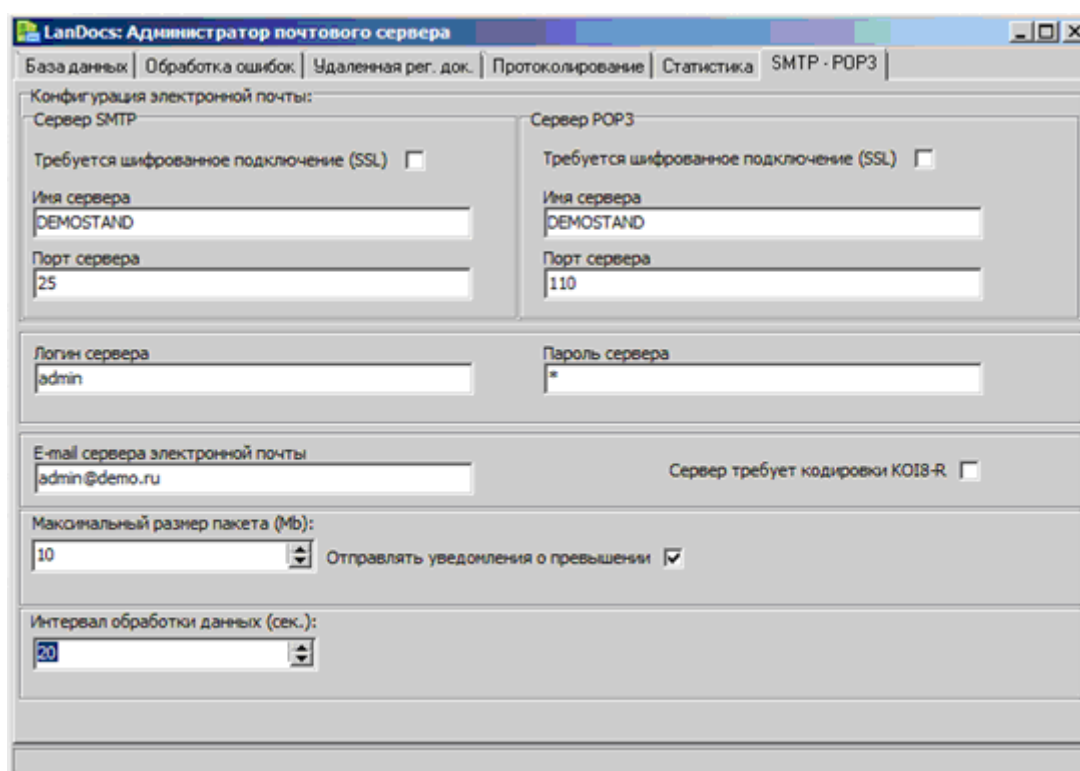 LanDocs: Администратор почтового сервера
База данных Обработка ошибок Удаленная рег. док. Протоколирование Статистика SMTP - POP3
Конфигурация электронной почты:
Сервер SMTP Сервер POP3
Требуется шифрованное подключение (SSL) Требуется шифрованное подключение (SSL)
Имя сервера Имя сервера
DEMOSTAND DEMOSTAND
Порт сервера Порт сервера
25 110
Логин сервера Пароль сервера
admin *
E-mail сервера электронной почты
admin@demo.ru Сервер требует кодировки KOI8-R
Максимальный размер пакета (Mb):
10 Отправлять уведомления о превышении
Интервал обработки данных (сек.):
20